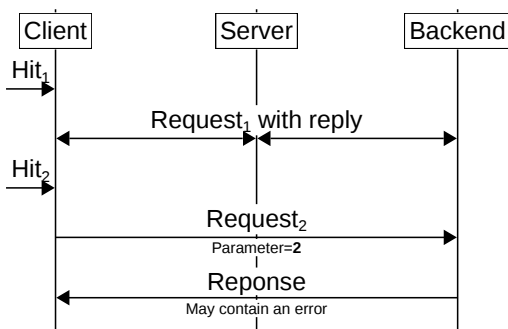 Client Server Backend
Hit₁
Request₁ with reply
Hit₂
Request₂
Parameter=2
Reponse
May contain an error